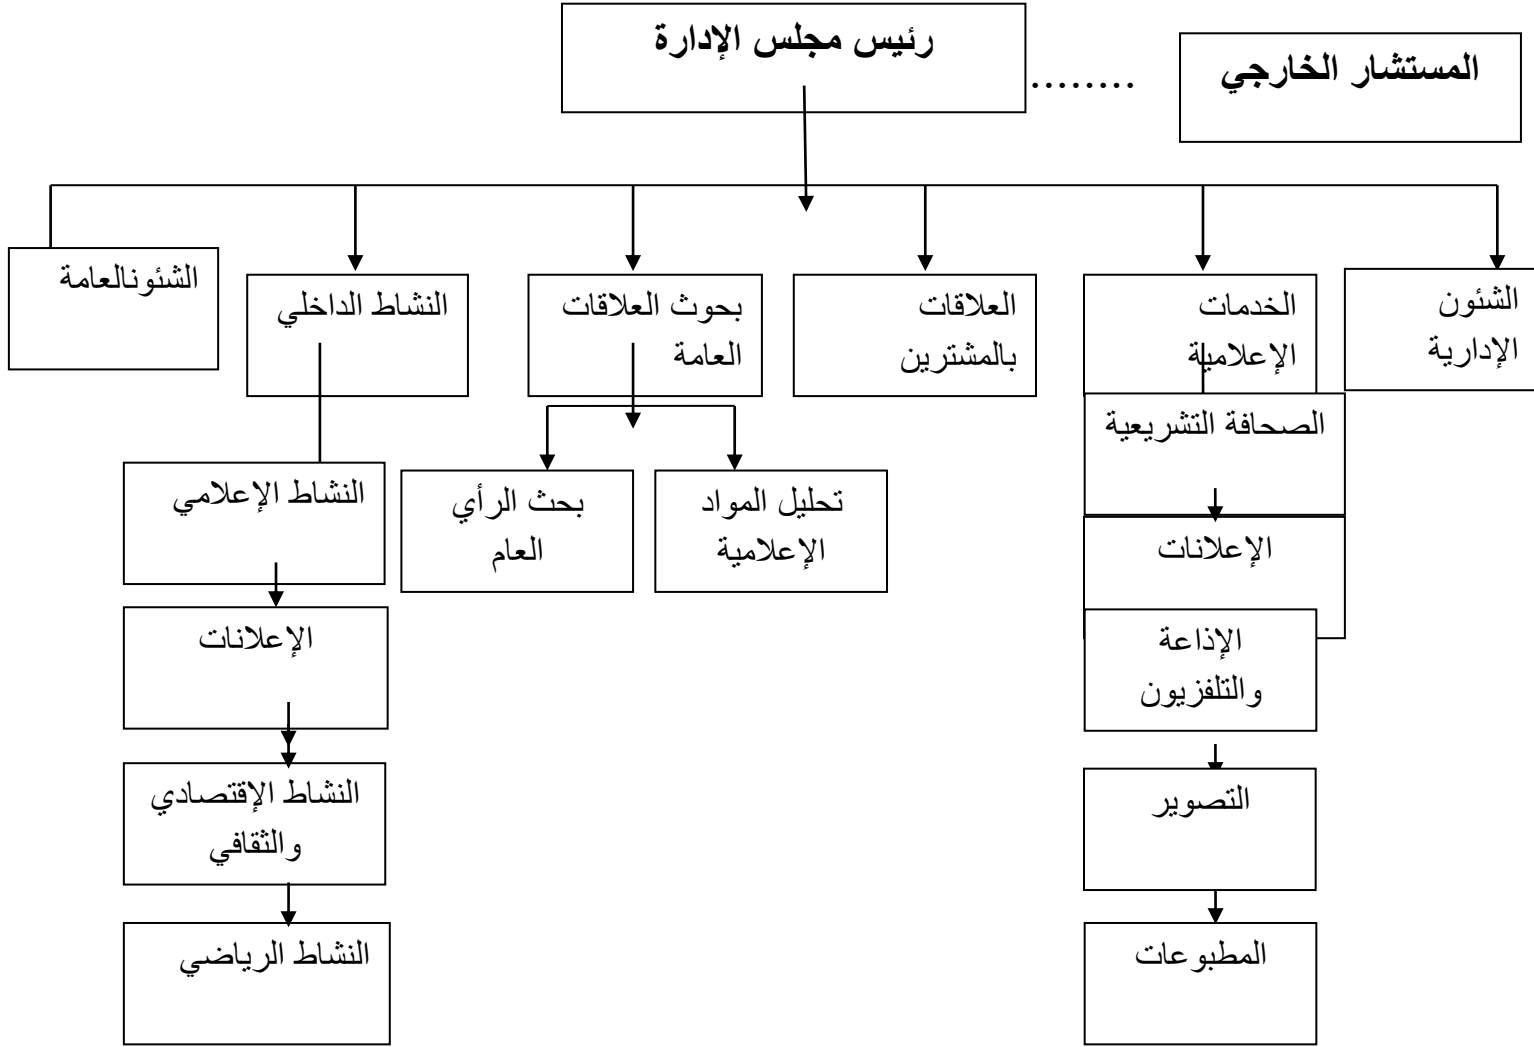 رئيس مجلس الإدارة
........
المستشار الخارجي
الشئون
الإدارية
الخدمات
الإعلامية
العلاقات
بالمشترين
بحوث العلاقات
العامة
النشاط الداخلي
الشئونالعامة
الصحافة التشريعية
الإعلانات
الإذاعة
والتلفزيون
التصوير
المطبوعات
تحليل المواد
الإعلامية
بحث الرأي
العام
النشاط الإعلامي
الإعلانات
النشاط الإقتصادي
والثقافي
النشاط الرياضي